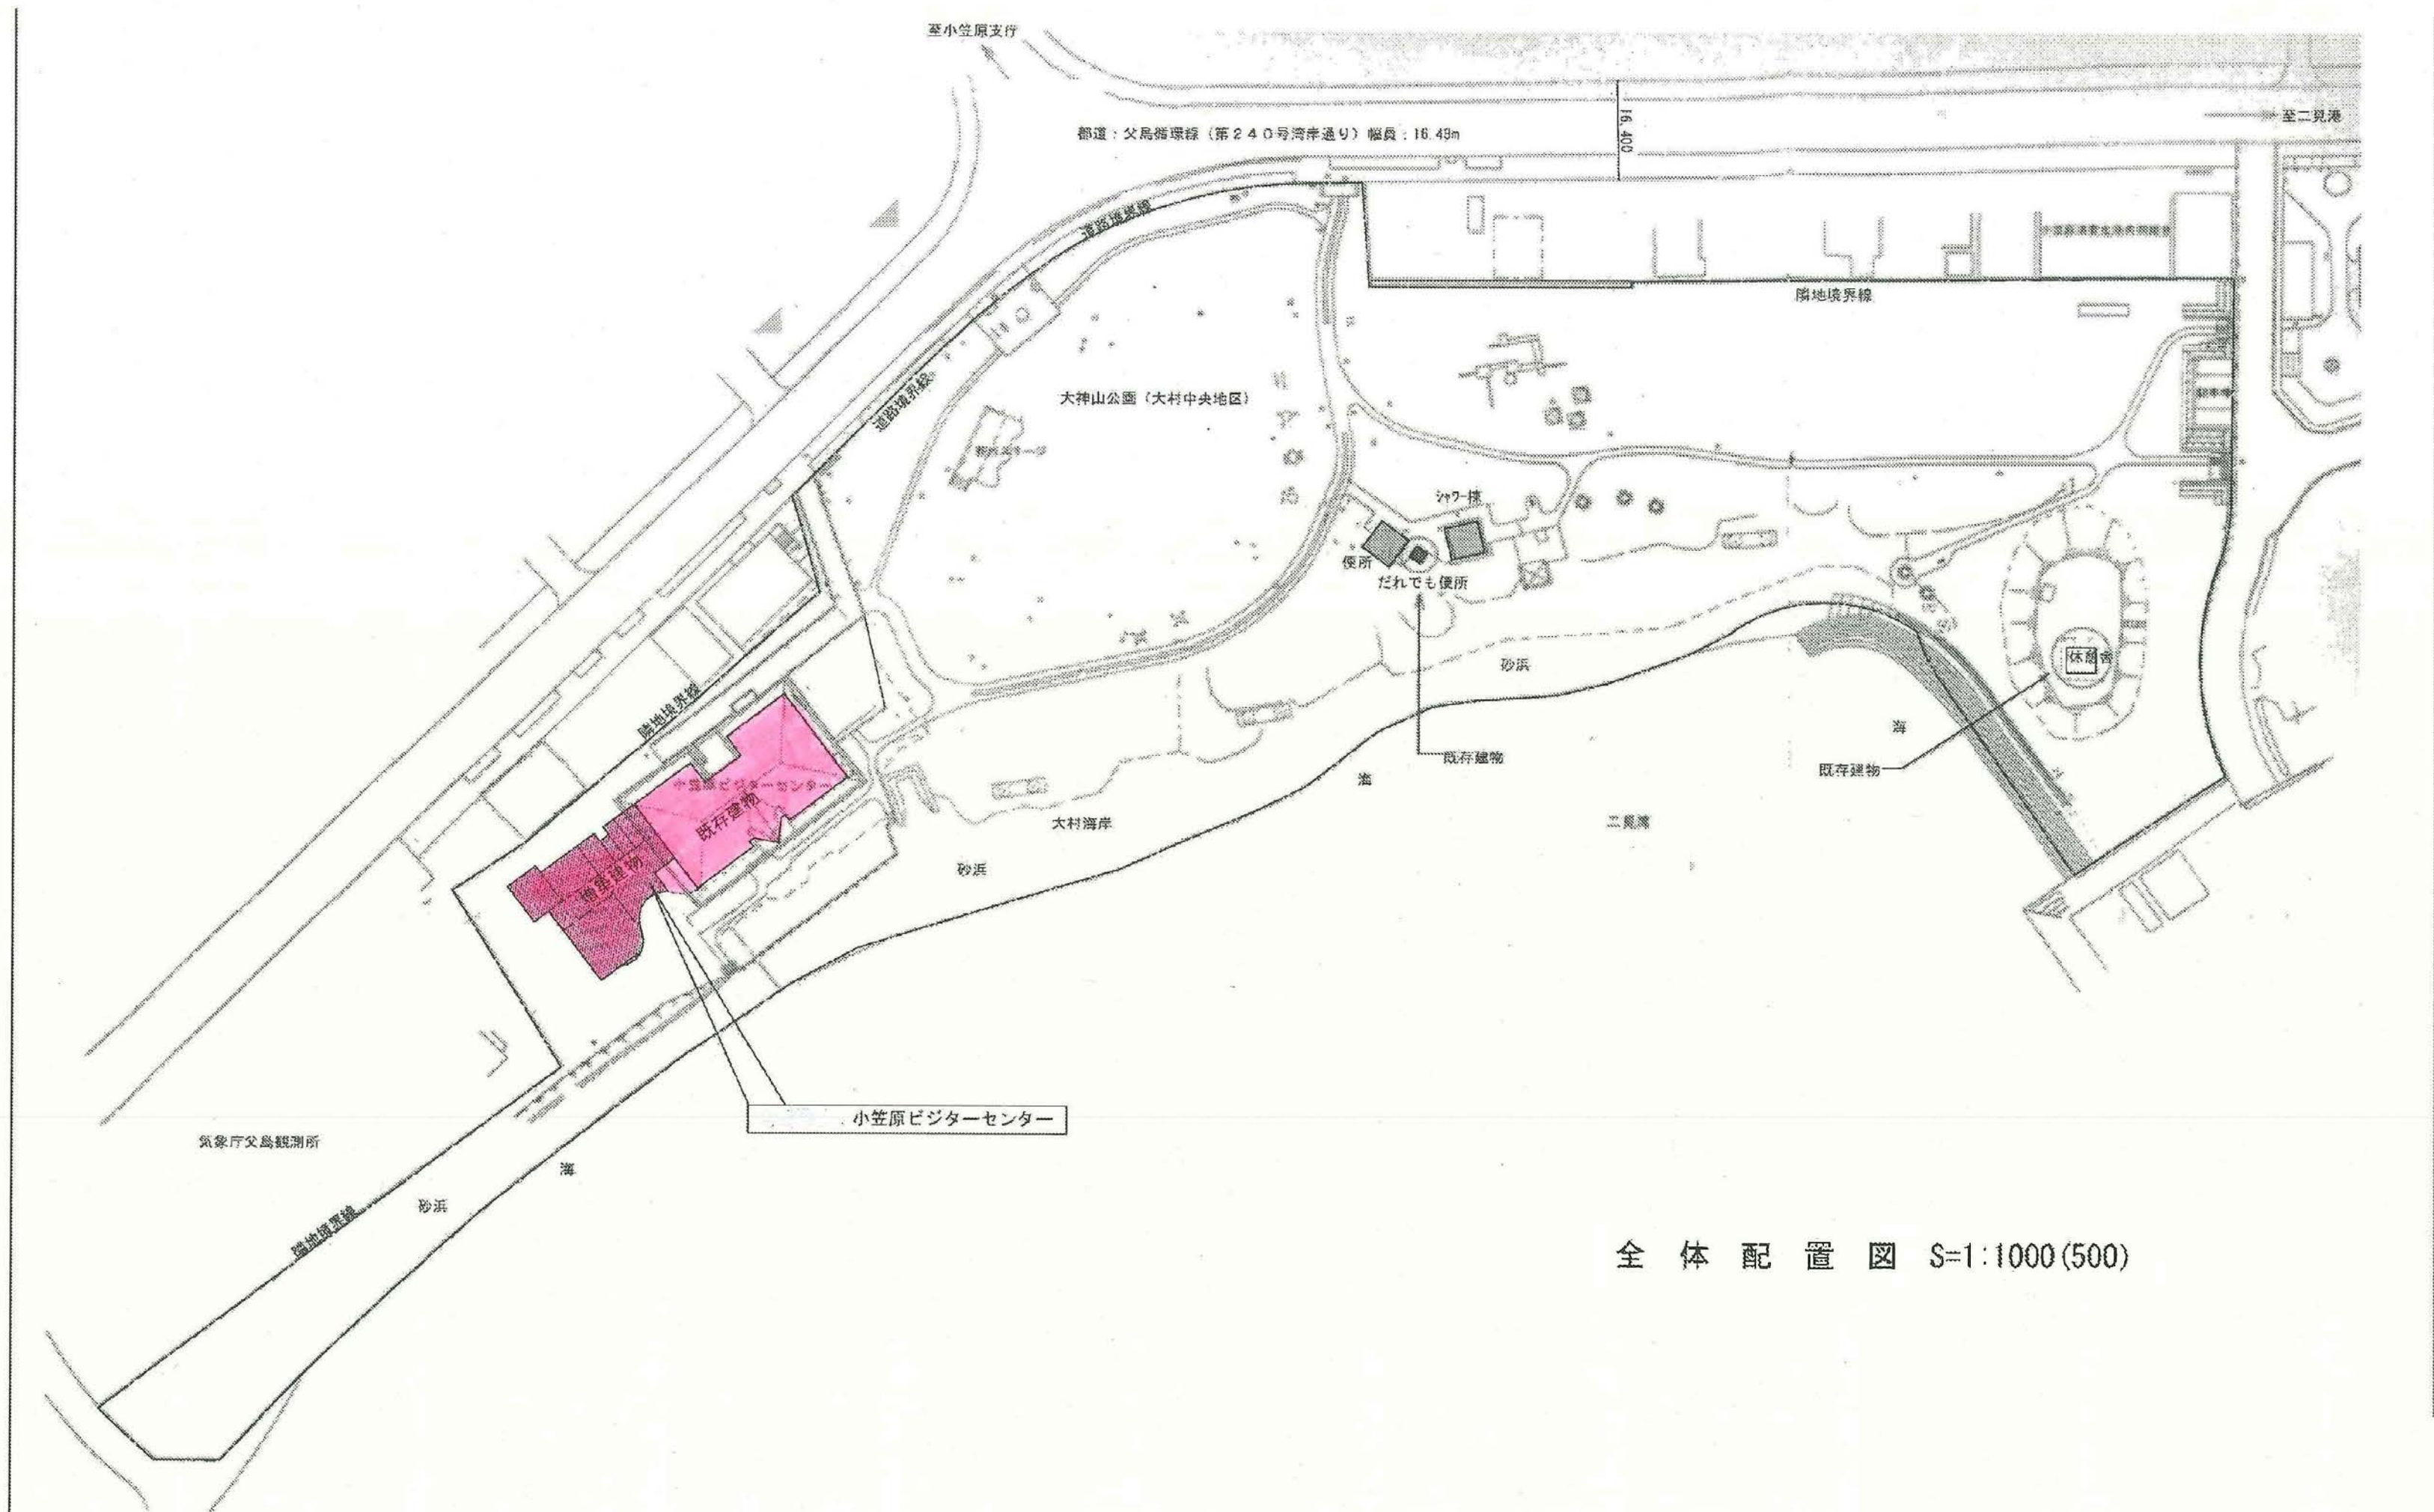 至小笠原支庁
至二見港
都道：父島循環線（第２４０号湾岸通り）幅員：16.49m
16,400
道路境界線
隣地境界線
道路境界線
大神山公園（大村中央地区）
シャワー棟
便所
だれでも便所
休憩舎
砂浜
隣地境界線
海
既存建物
既存建物
海
小笠原ビジターセンター
既存建物
大村海岸
二見湾
増築建物
砂浜
小笠原ビジターセンター
気象庁父島観測所
海
砂浜
隣地境界線
全体配置図 S=1:1000(500)